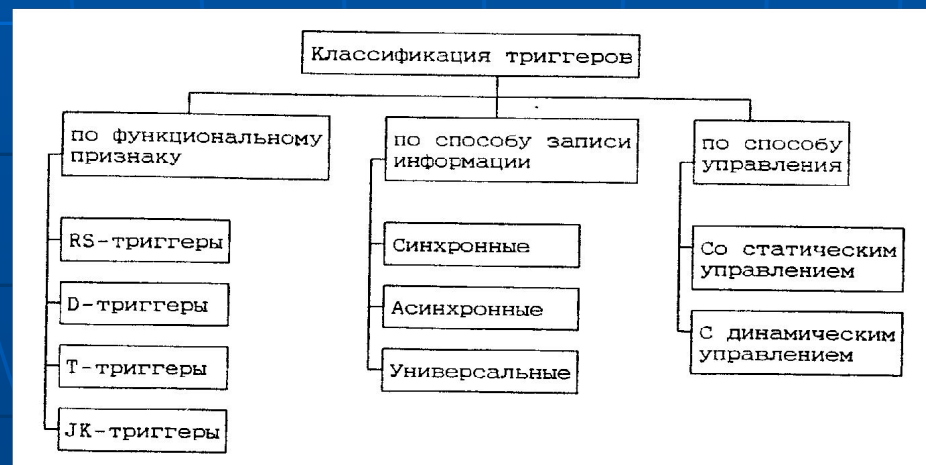 Классификация триггеров
по функциональному
признаку
RS-триггеры
D-триггеры
Т-триггеры
JK-триггеры
по способу записи
информации
Синхронные
Асинхронные
Универсальные
по способу
управления
Со статическим
управлением
С динамическим
управлением